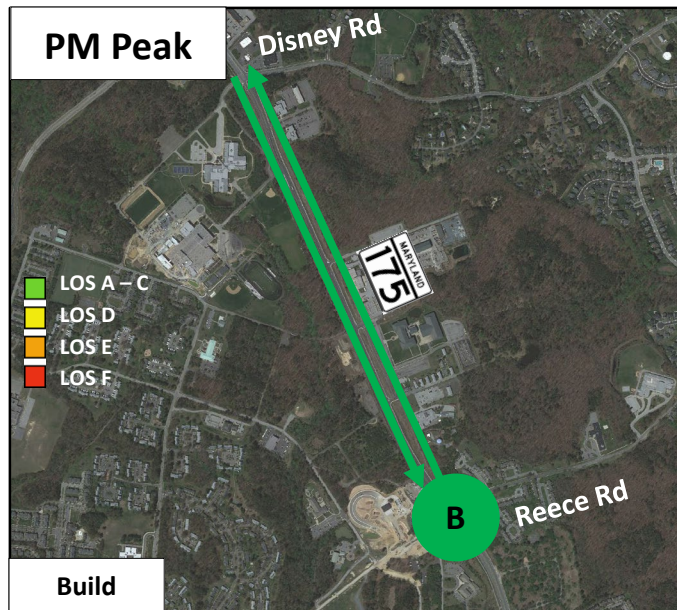 PM Peak
Disney Rd
MARYLAND
175
LOS A – C
LOS D
LOS E
LOS F
B
Reece Rd
Build